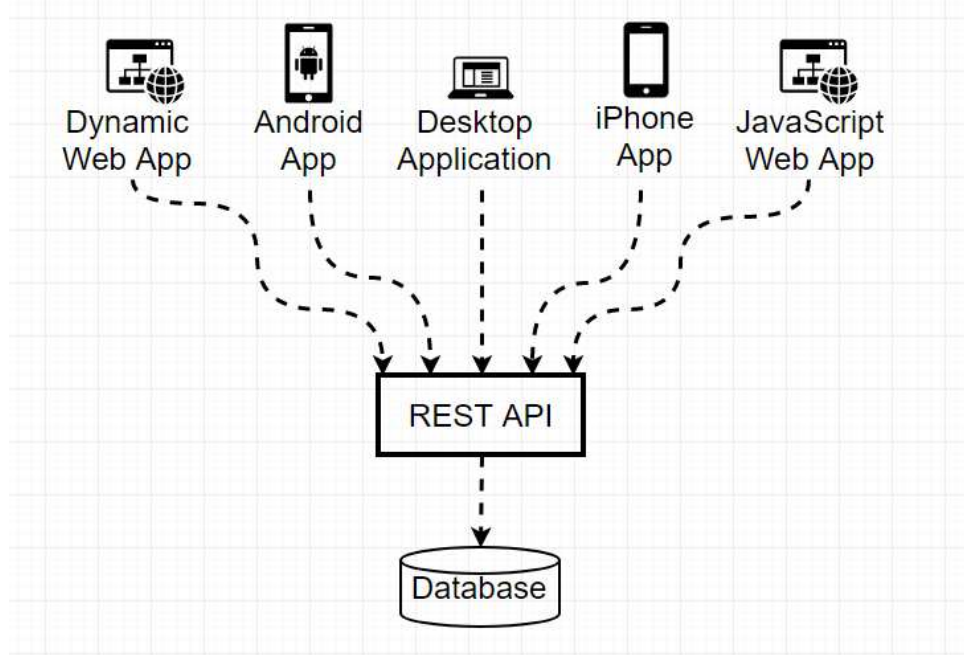 Dynamic
Web App
Android
App
Desktop
Application
iPhone
App
JavaScript
Web App
REST API
Database